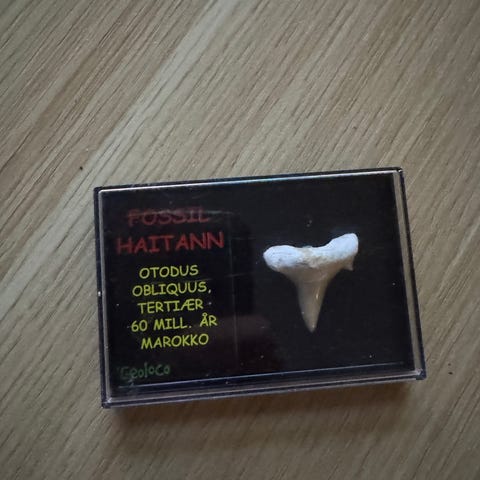 FOSSIL
HAITANN
OTODUS
OBLIQUUS,
TERTIÆR
60 MILL. ÅR
MAROKKO
Geoloco